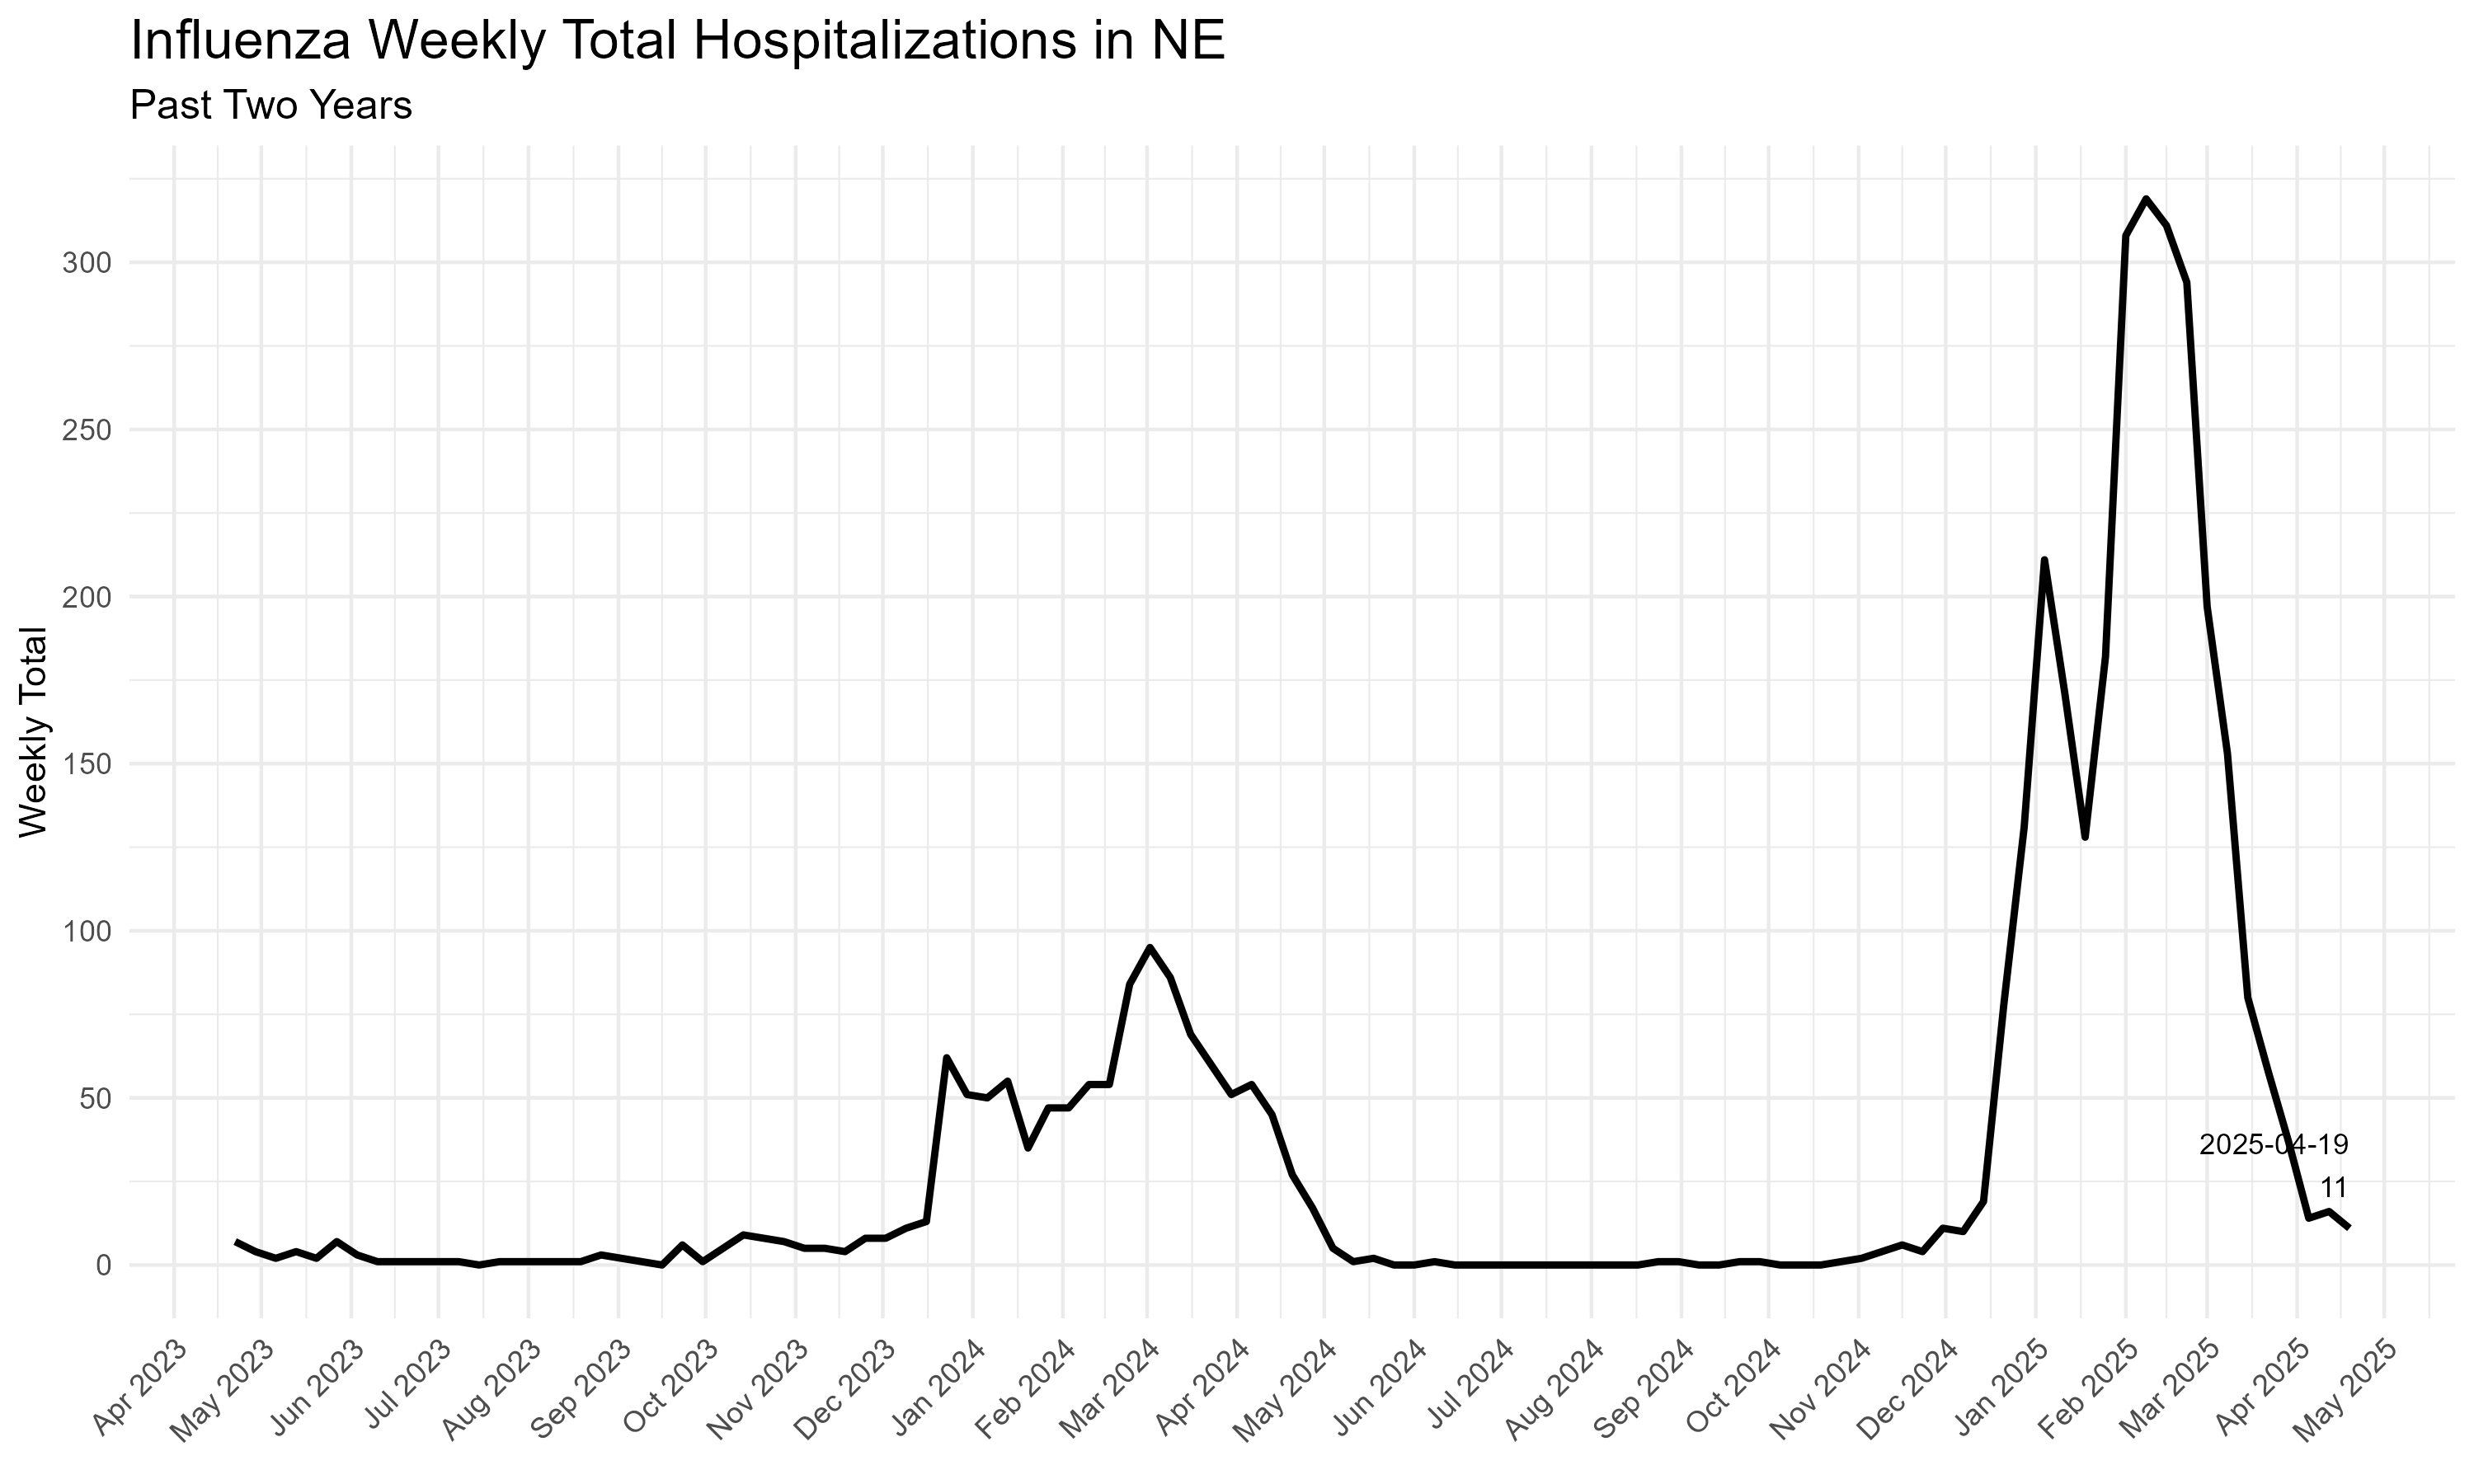 Influenza Weekly Total Hospitalizations in NE
Past Two Years
Weekly Total
300
250
200
150
100
50
0
2025-04-19
11
Apr 2023
May 2023
Jun 2023
Jul 2023
Aug 2023
Sep 2023
Oct 2023
Nov 2023
Dec 2023
Jan 2024
Feb 2024
Mar 2024
Apr 2024
May 2024
Jun 2024
Jul 2024
Aug 2024
Sep 2024
Oct 2024
Nov 2024
Dec 2024
Jan 2025
Feb 2025
Mar 2025
Apr 2025
May 2025